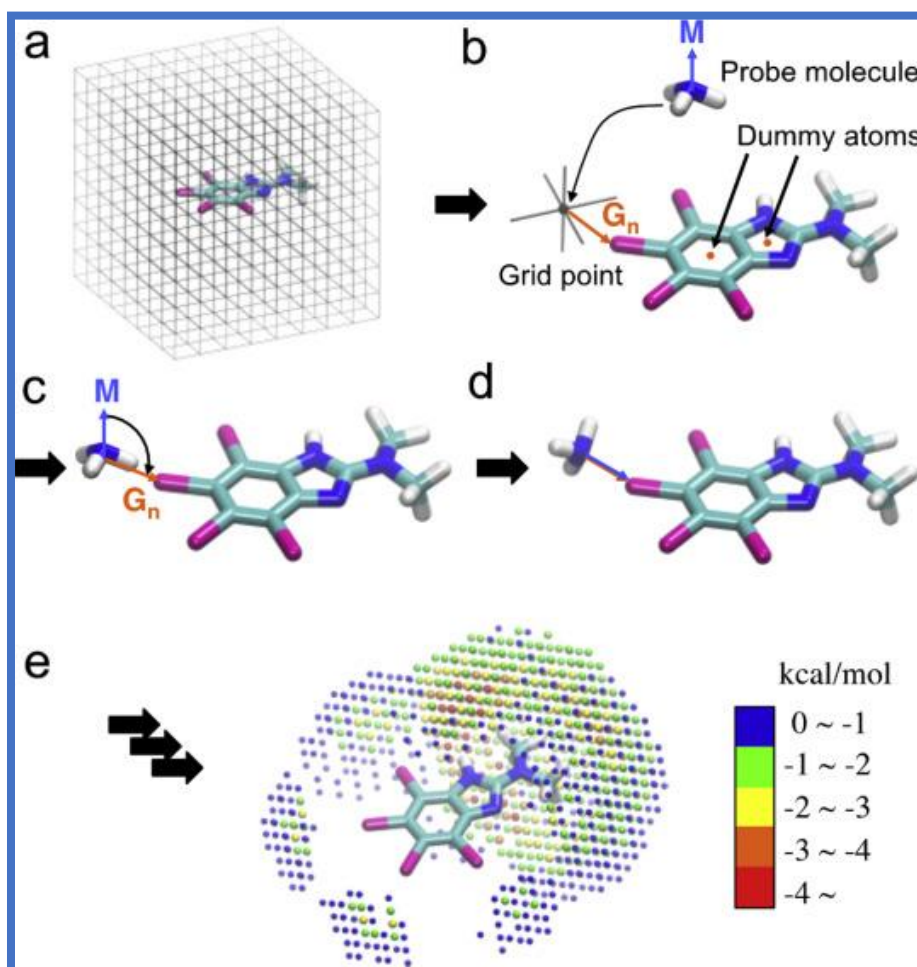 a
b
M
Probe molecule
Dummy atoms
Gn
Grid point
c
M
Gn
d
e
kcal/mol
0 ~ -1
-1 ~ -2
-2 ~ -3
-3 ~ -4
-4 ~